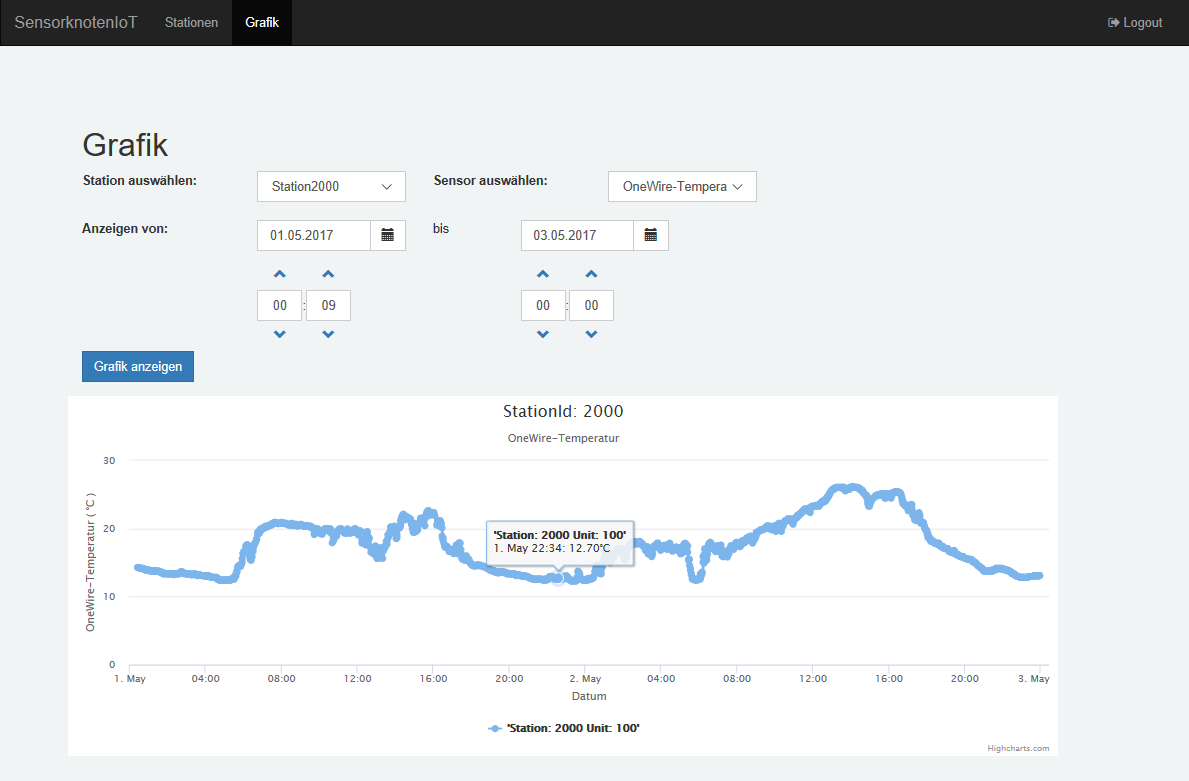 SensorknotenIoT Stationen Grafik Logout
Grafik
Station auswählen: Station2000 Sensor auswählen: OneWire-Tempera
Anzeigen von: 01.05.2017 bis 03.05.2017
00 : 09 00 : 00
Grafik anzeigen
StationId: 2000
OneWire-Temperatur
30
20
10
0
OneWire-Temperatur ( °C )
'Station: 2000 Unit: 100'
1. May 22:34: 12.70°C
1. May 04:00 08:00 12:00 16:00 20:00 2. May 04:00 08:00 12:00 16:00 20:00 3. May
Datum
'Station: 2000 Unit: 100'
Highcharts.com